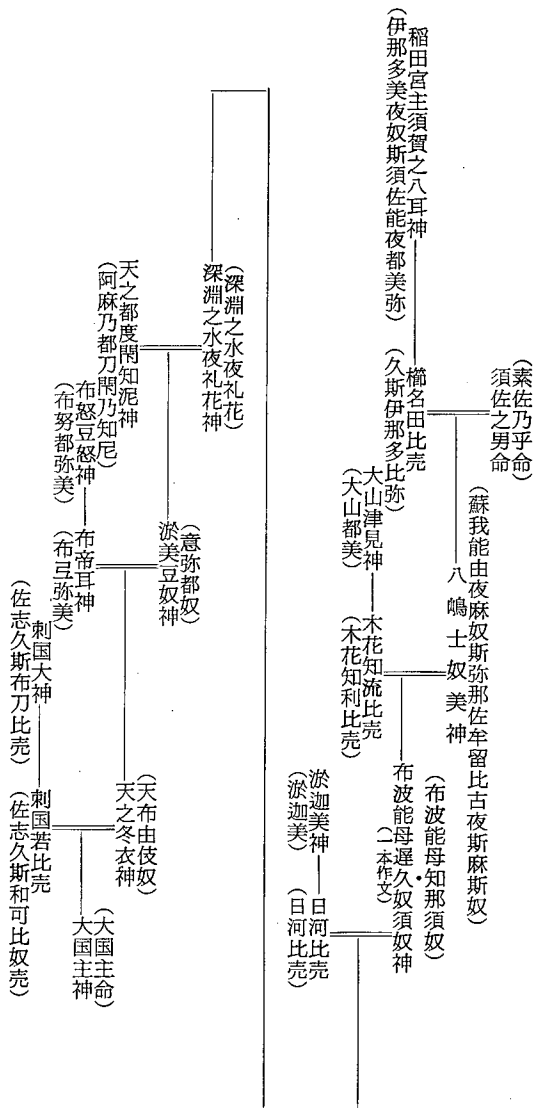 (素佐乃乎命)
須佐之男命
(蘇我能由夜麻奴斯弥那佐牟留比古夜斯麻斯奴)
八嶋士奴美神
櫛名田比売
(久斯伊那多比弥)
稲田宮主須賀之八耳神
(伊那多美夜奴斯須佐能夜都美弥)
(布波能母知那須奴)
布波能母遅久奴須奴神
(一本作文)
木花知流比売
(木花知利比売)
大山津見神
(大山都美)
日河比売
(日河比売)
淤迦美神
(淤迦美)
(深淵之水夜礼花)
深淵之水夜礼花神
(意弥都奴)
淤美豆奴神
天之都度閇知泥神
(阿麻乃都刀閇乃知尼)
(天布由伎奴)
天之冬衣神
布帝耳神
(布弖弥美)
布怒豆怒神
(布努都弥美)
(大国主命)
大国主神
刺国若比売
(佐志久斯和可比奴売)
刺国大神
(佐志久斯布刀比売)